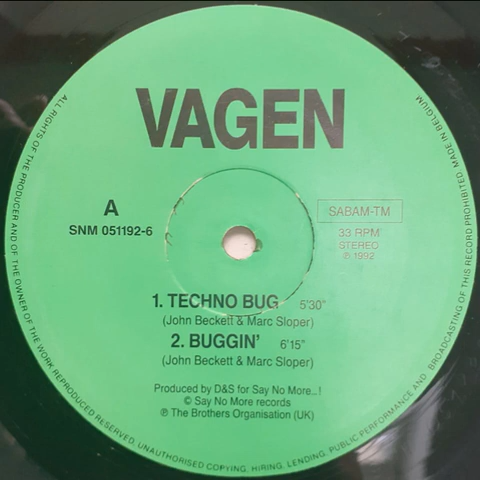 VAGEN
A
SNM 051192-6
SABAM-TM
33 RPM
STEREO
℗ 1992
1. TECHNO BUG 5'30"
(John Beckett & Marc Sloper)
2. BUGGIN' 6'15"
(John Beckett & Marc Sloper)
Produced by D&S for Say No More...!
© Say No More records
℗ The Brothers Organisation (UK)
ALL RIGHTS OF THE PRODUCER AND OF THE OWNER OF THE WORK REPRODUCED RESERVED. UNAUTHORISED COPYING, HIRING, LENDING, PUBLIC PERFORMANCE AND BROADCASTING OF THIS RECORD PROHIBITED MADE IN BELGIUM